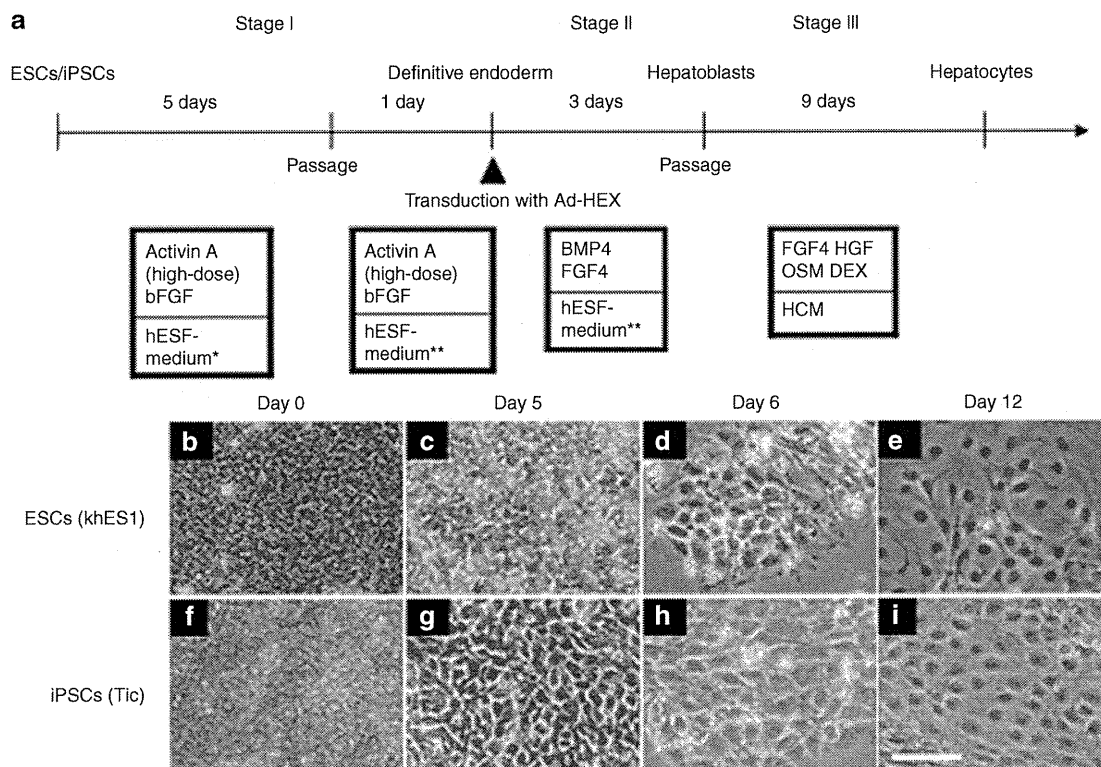 a
Stage I Stage II Stage III
ESCs/iPSCs Definitive endoderm Hepatoblasts Hepatocytes
5 days 1 day 3 days 9 days
Passage Passage
Transduction with Ad-HEX
Activin A
(high-dose)
bFGF
hESF-
medium*
Activin A
(high-dose)
bFGF
hESF-
medium**
BMP4
FGF4
hESF-
medium**
FGF4 HGF
OSM DEX
HCM
Day 0 Day 5 Day 6 Day 12
b c d e
ESCs (khES1)
f g h i
iPSCs (Tic)